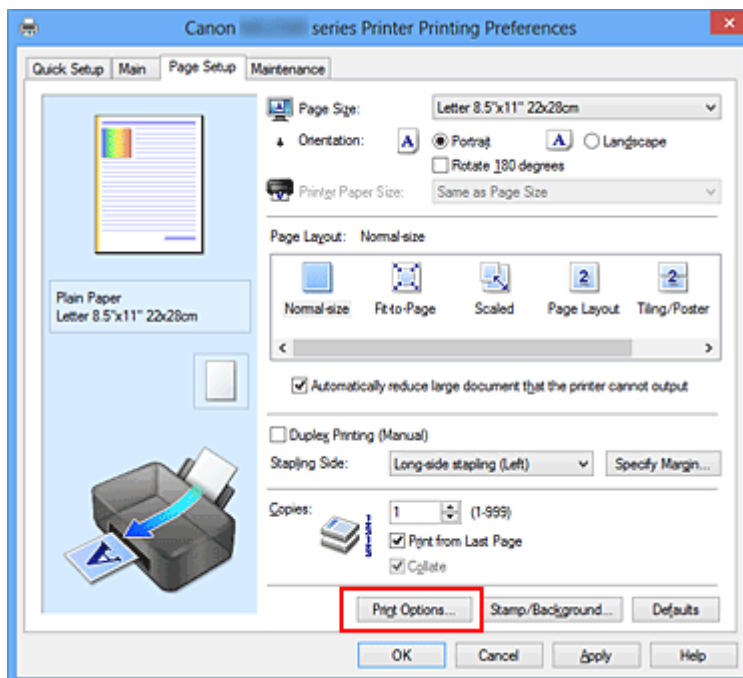 Canon series Printer Printing Preferences
Quick Setup Main Page Setup Maintenance
Page Size: Letter 8.5"x11" 22x28cm
Orientation: A Portrait A Landscape
Rotate 180 degrees
Printer Paper Size: Same as Page Size
Page Layout: Normal-size
2 2
Normal-size Fit-to-Page Scaled Page Layout Tiling/Poster
Plain Paper
Letter 8.5"x11" 22x28cm
Automatically reduce large document that the printer cannot output
Duplex Printing (Manual)
Stapling Side: Long-side stapling (Left) Specify Margin...
Copies: 1 (1-999)
Print from Last Page
Collate
A
Print Options... Stamp/Background... Defaults
OK Cancel Apply Help